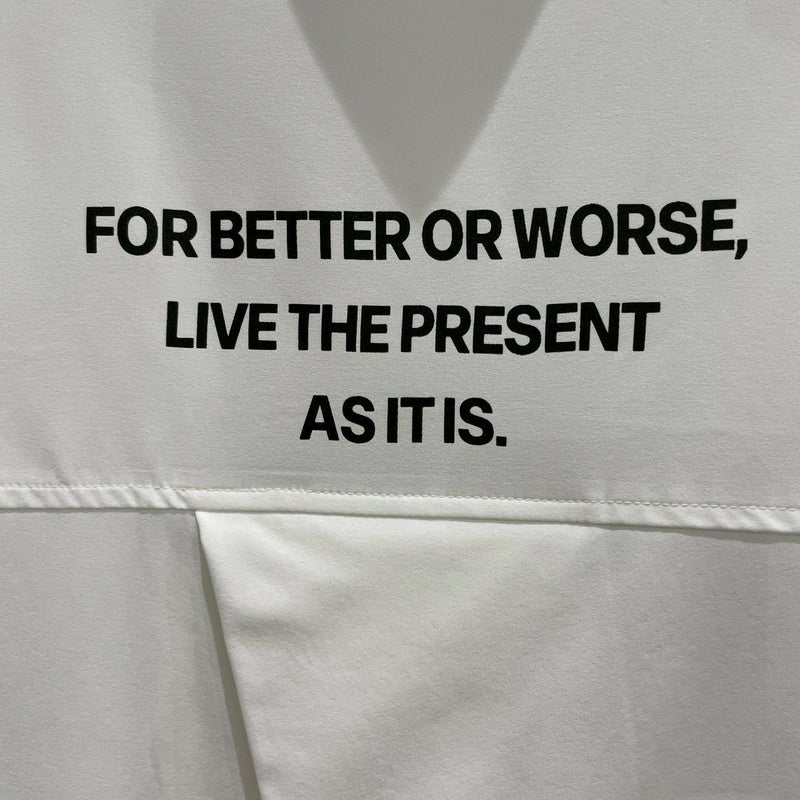 FOR BETTER OR WORSE,
LIVE THE PRESENT
AS IT IS.